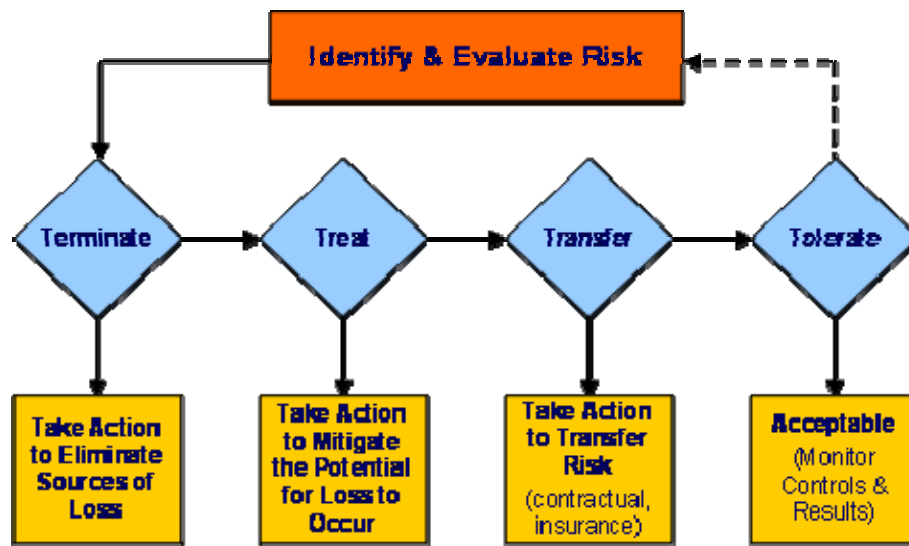 Identify & Evaluate Risk
Terminate
Treat
Transfer
Tolerate
Take Action
to Eliminate
Sources of
Loss
Take Action
to Mitigate
the Potential
for Loss to
Occur
Take Action
to Transfer
Risk
(contractual,
insurance)
Acceptable
(Monitor
Controls &
Results)